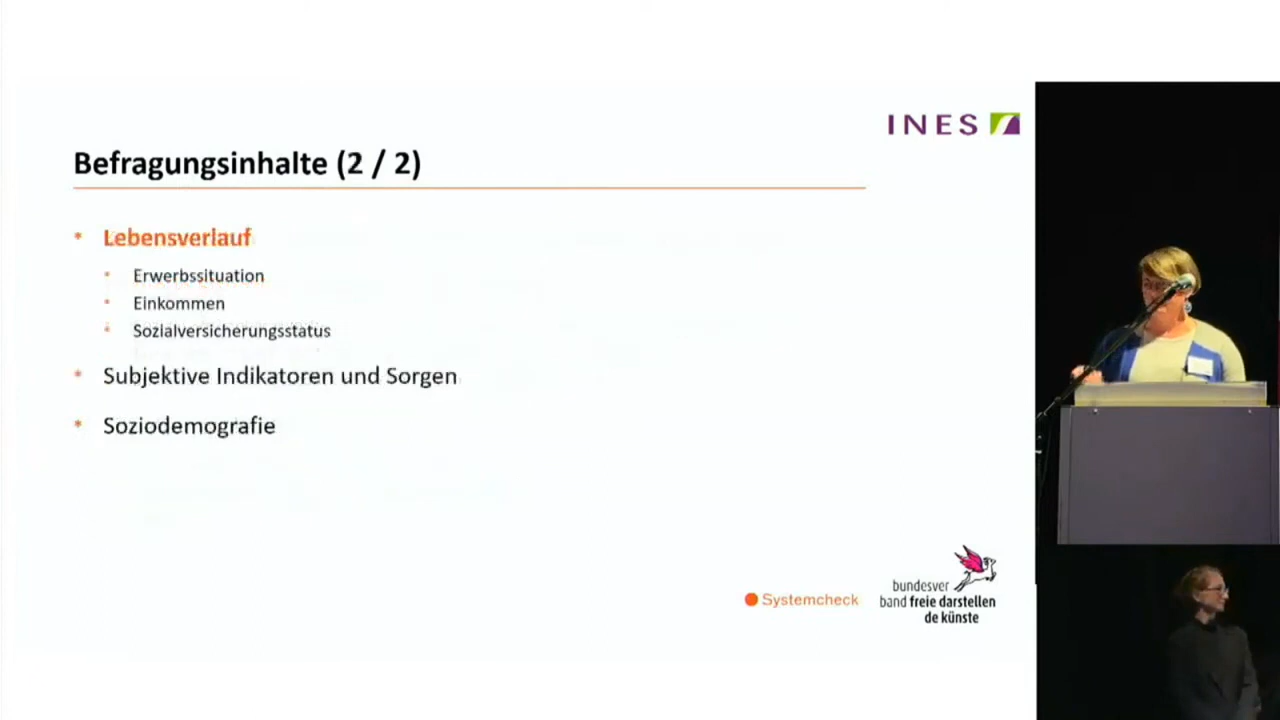 INES
Befragungsinhalte (2 / 2)
* Lebensverlauf
* Erwerbssituation
* Einkommen
* Sozialversicherungsstatus
* Subjektive Indikatoren und Sorgen
* Soziodemografie
Systemcheck
bundesver
band freie darstellen
de künste